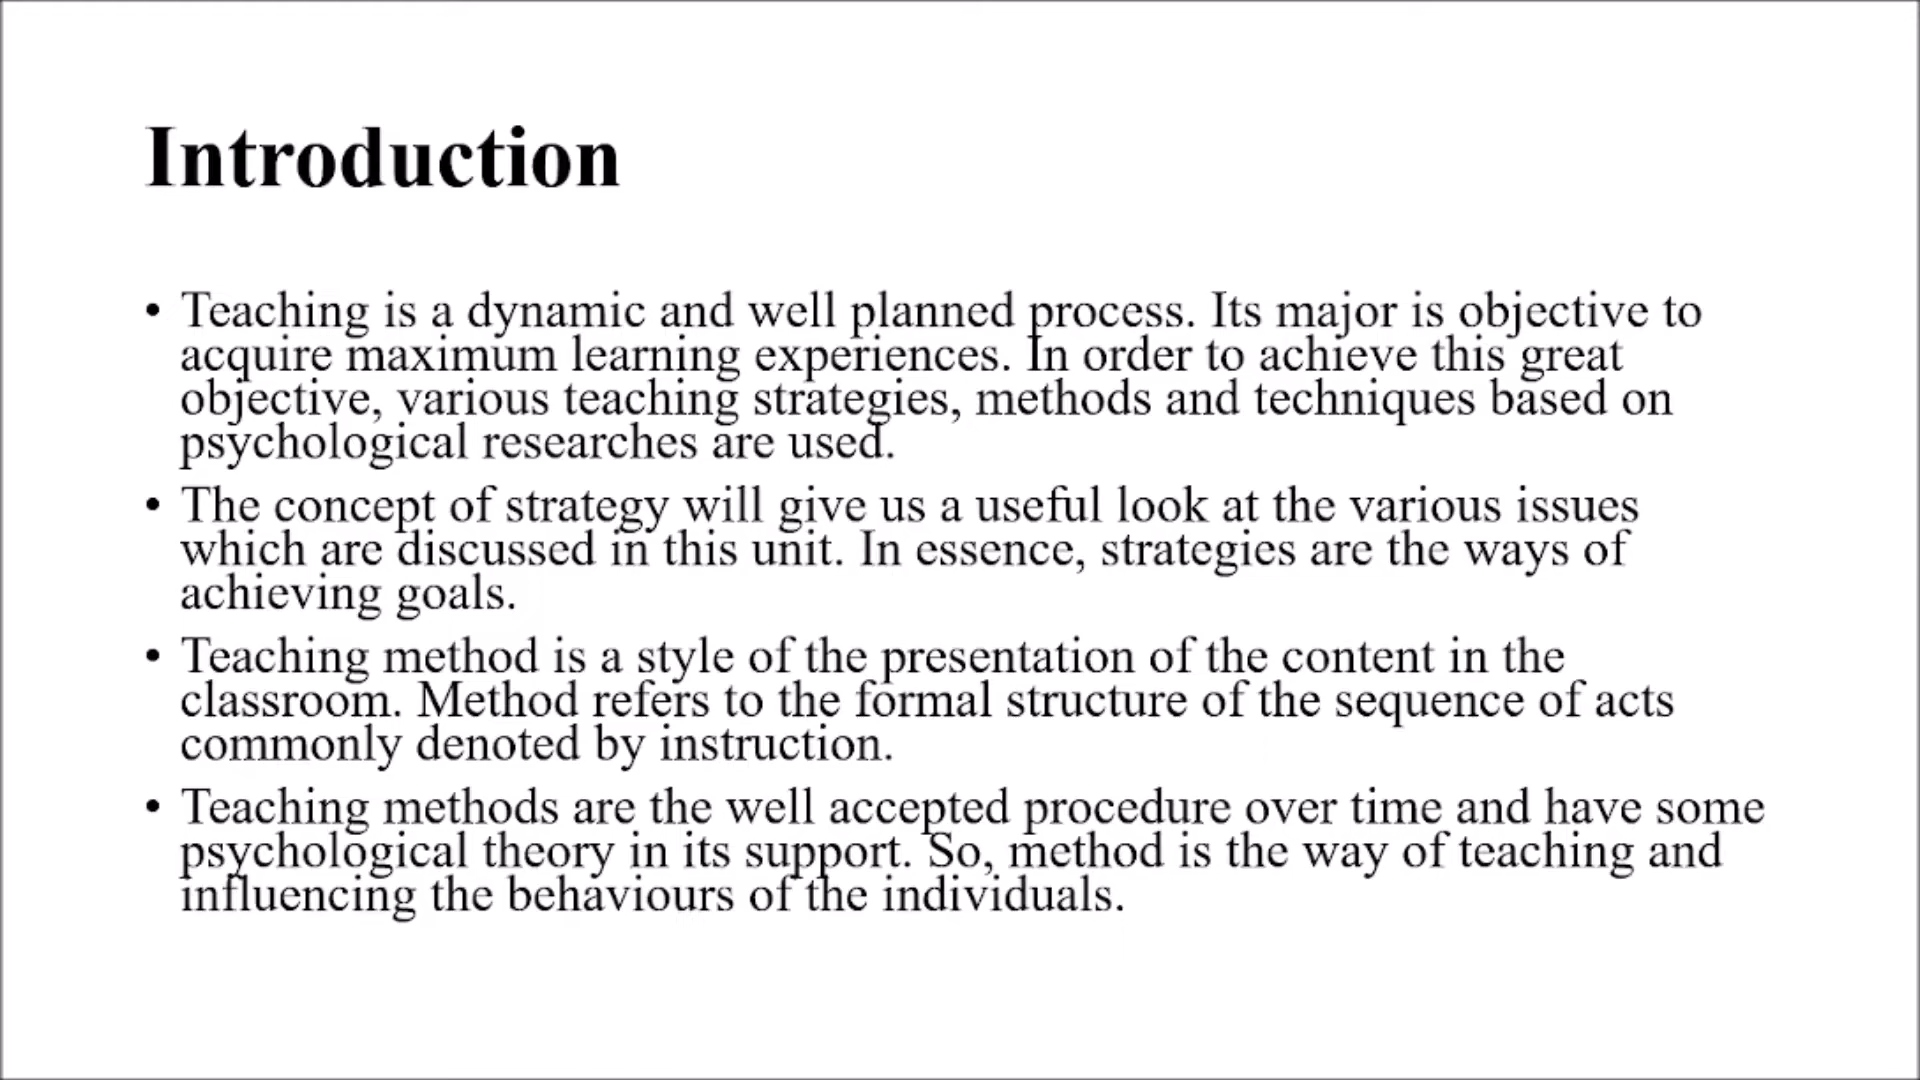 Introduction
• Teaching is a dynamic and well planned process. Its major is objective to
acquire maximum learning experiences. In order to achieve this great
objective, various teaching strategies, methods and techniques based on
psychological researches are used.
• The concept of strategy will give us a useful look at the various issues
which are discussed in this unit. In essence, strategies are the ways of
achieving goals.
• Teaching method is a style of the presentation of the content in the
classroom. Method refers to the formal structure of the sequence of acts
commonly denoted by instruction.
• Teaching methods are the well accepted procedure over time and have some
psychological theory in its support. So, method is the way of teaching and
influencing the behaviours of the individuals.